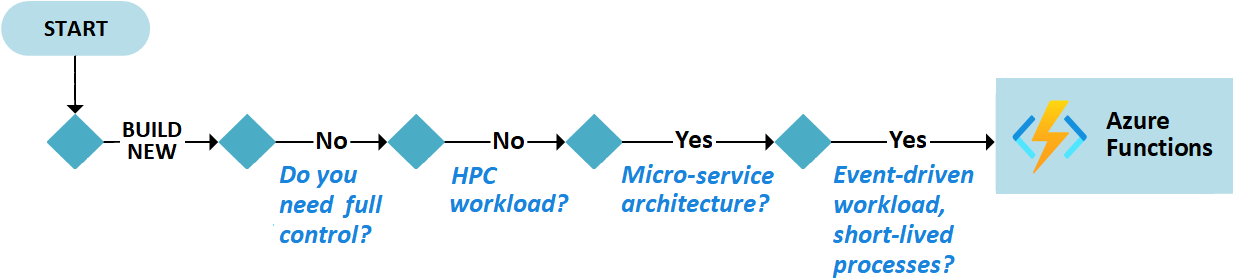 START
BUILD
NEW
No
Do you
need full
control?
No
HPC
workload?
Yes
Micro-service
architecture?
Yes
Event-driven
workload,
short-lived
processes?
Azure
Functions